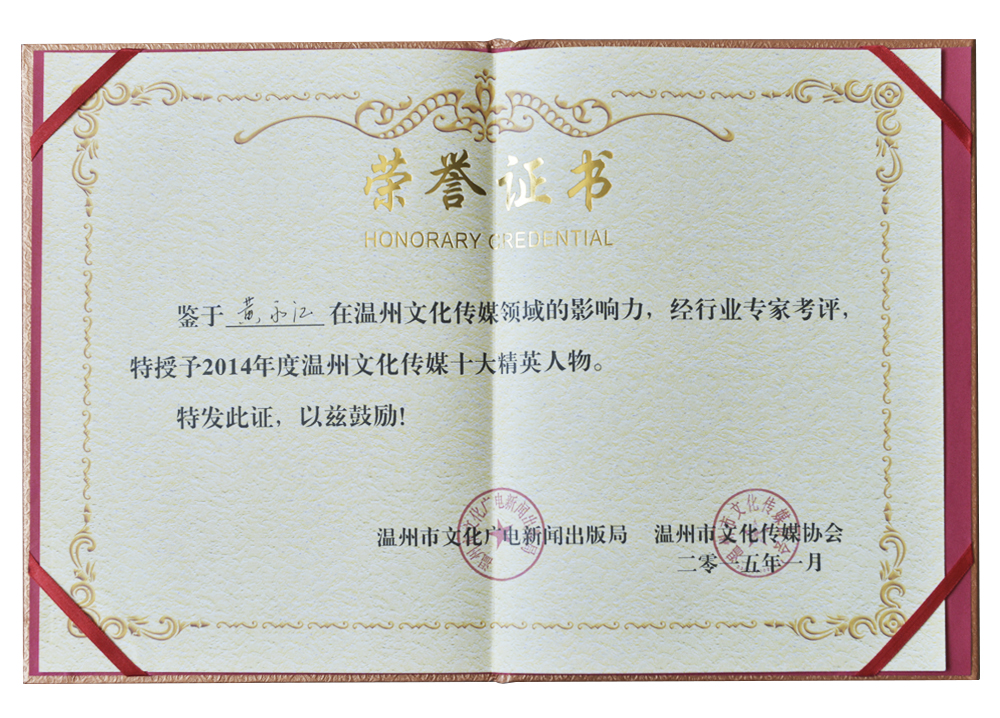 荣誉证书
HONORARY CREDENTIAL
鉴于 黄永江 在温州文化传媒领域的影响力，经行业专家考评，
特授予2014年度温州文化传媒十大精英人物。
特发此证，以兹鼓励！
温州市文化广电新闻出版局 温州市文化传媒协会
二零一五年一月